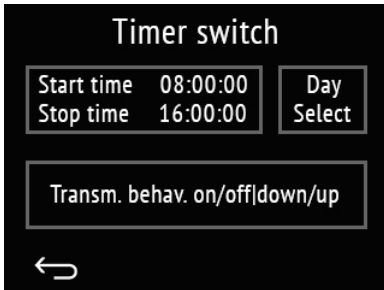 Timer switch
Start time 08:00:00
Stop time 16:00:00
Day
Select
Transm. behav. on/off|down/up